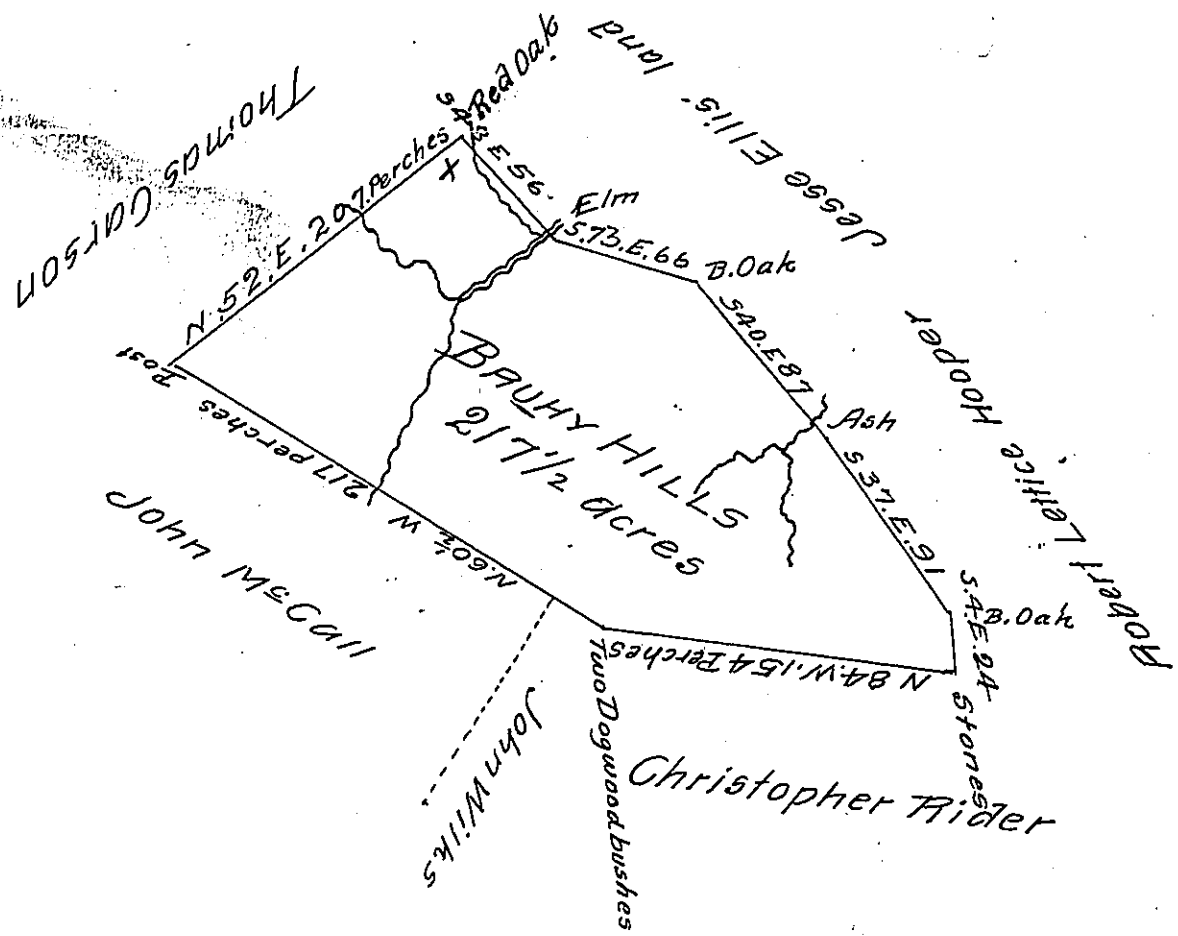 Thomas Carson
Jesse Ellis' land
Robert Lettice Hooper
John McCall
John Wilks
Christopher Rider
Red Oak
X
S 43 E 56.
Elm
S.73.E.66
B.Oak
S40.E87
Ash
S37.E.91
B.Oak
S.4.E.24
Stones
N 84.W.154 Perches
Two Dogwood bushes
N.60½ W 217 perches
Post
N.52.E.207.Perches
BAUHY HILLS
217½ acres